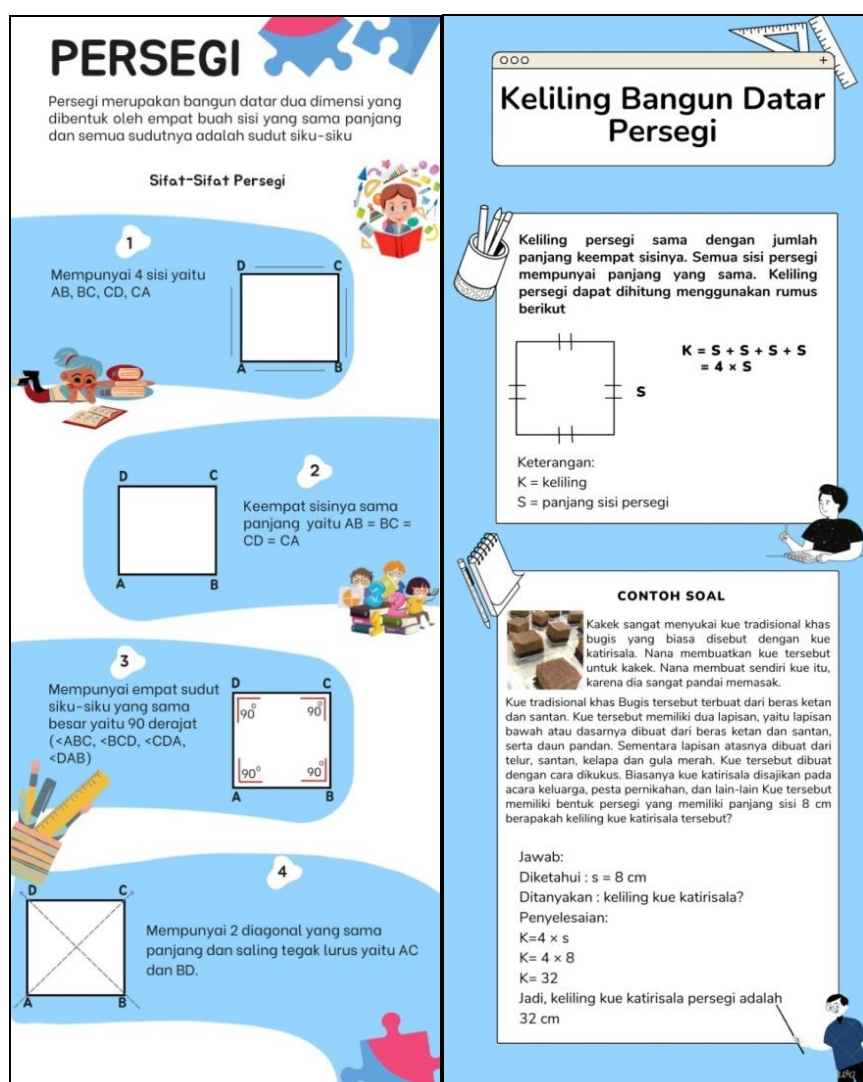 PERSEGI
Persegi merupakan bangun datar dua dimensi yang
dibentuk oleh empat buah sisi yang sama panjang
dan semua sudutnya adalah sudut siku-siku
Sifat-Sifat Persegi
1
Mempunyai 4 sisi yaitu
AB, BC, CD, CA
D C
A B
2
D C
Keempat sisinya sama
panjang yaitu AB = BC =
CD = CA
A B
3
Mempunyai empat sudut
siku-siku yang sama
besar yaitu 90 derajat
(<ABC, <BCD, <CDA,
<DAB)
D C
90° 90°
90° 90°
A B
4
D C
Mempunyai 2 diagonal yang sama
panjang dan saling tegak lurus yaitu AC
dan BD.
A B
Keliling Bangun Datar
Persegi
Keliling persegi sama dengan jumlah
panjang keempat sisinya. Semua sisi persegi
mempunyai panjang yang sama. Keliling
persegi dapat dihitung menggunakan rumus
berikut
K = S + S + S + S
= 4 × S
S
Keterangan:
K = keliling
S = panjang sisi persegi
CONTOH SOAL
Kakek sangat menyukai kue tradisional khas
bugis yang biasa disebut dengan kue
katirisala. Nana membuatkan kue tersebut
untuk kakek. Nana membuat sendiri kue itu,
karena dia sangat pandai memasak.
Kue tradisional khas Bugis tersebut terbuat dari beras ketan
dan santan. Kue tersebut memiliki dua lapisan, yaitu lapisan
bawah atau dasarnya dibuat dari beras ketan dan santan,
serta daun pandan. Sementara lapisan atasnya dibuat dari
telur, santan, kelapa dan gula merah. Kue tersebut dibuat
dengan cara dikukus. Biasanya kue katirisala disajikan pada
acara keluarga, pesta pernikahan, dan lain-lain Kue tersebut
memiliki bentuk persegi yang memiliki panjang sisi 8 cm
berapakah keliling kue katirisala tersebut?
Jawab:
Diketahui : s = 8 cm
Ditanyakan : keliling kue katirisala?
Penyelesaian:
K=4 × s
K= 4 × 8
K= 32
Jadi, keliling kue katirisala persegi adalah
32 cm